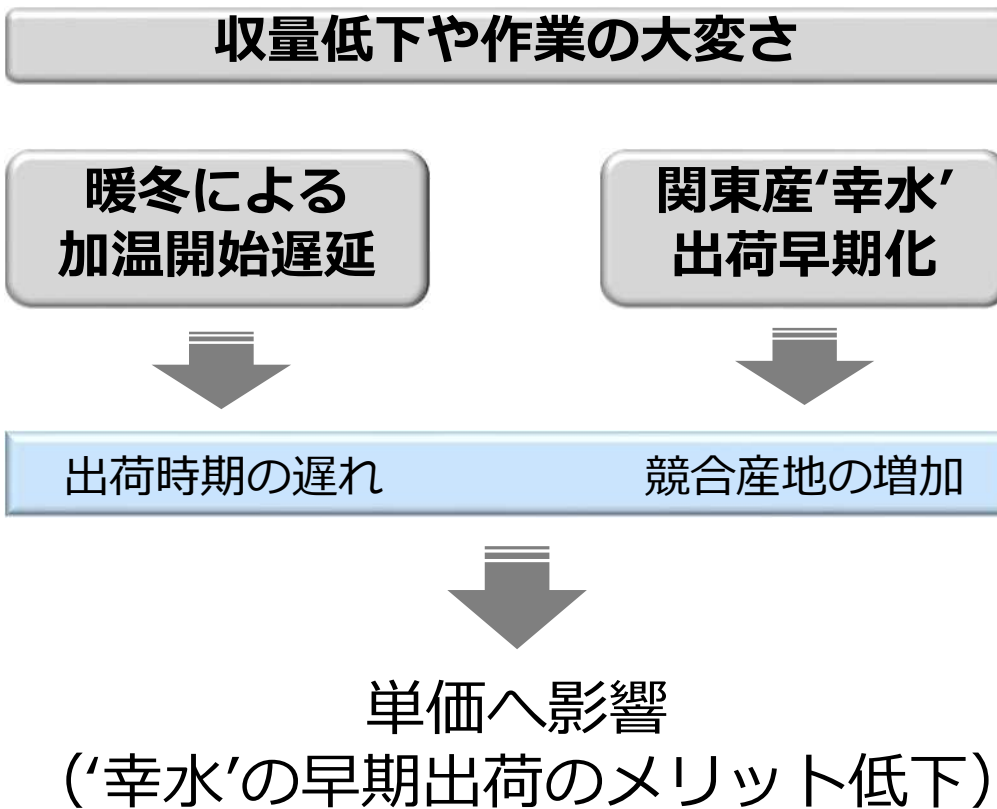 収量低下や作業の大変さ
暖冬による
加温開始遅延
関東産‘幸水’
出荷早期化
出荷時期の遅れ
競合産地の増加
単価へ影響
（‘幸水’の早期出荷のメリット低下）